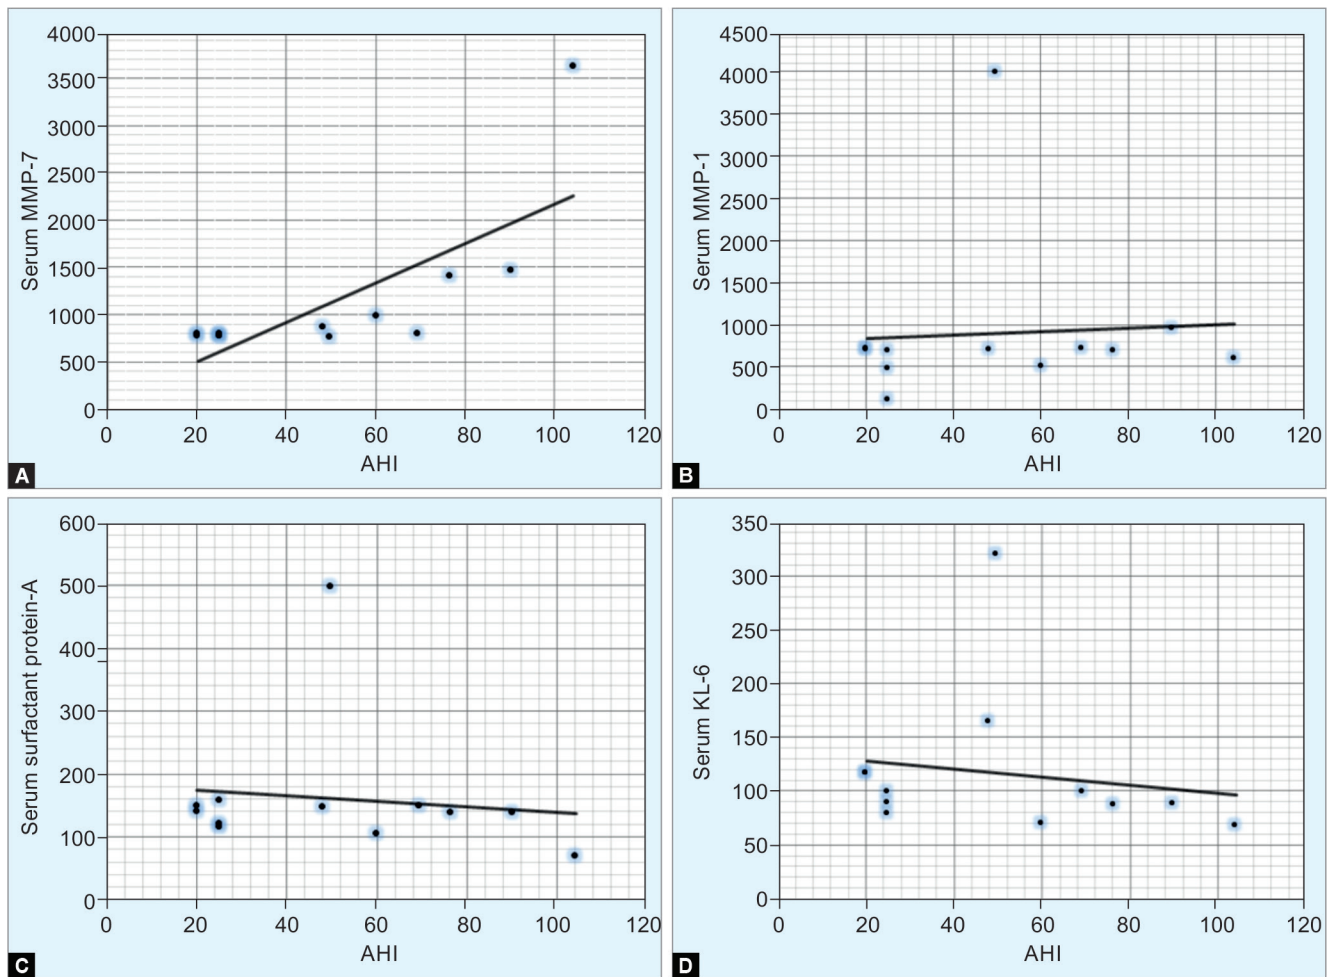 4000
3500
3000
2500
2000
1500
1000
500
0
Serum MMP-7
0 20 40 60 80 100 120
AHI
A
4500
4000
3500
3000
2500
2000
1500
1000
500
0
Serum MMP-1
0 20 40 60 80 100 120
AHI
B
600
500
400
300
200
100
0
Serum surfactant protein-A
0 20 40 60 80 100 120
AHI
C
350
300
250
200
150
100
50
0
Serum KL-6
0 20 40 60 80 100 120
AHI
D